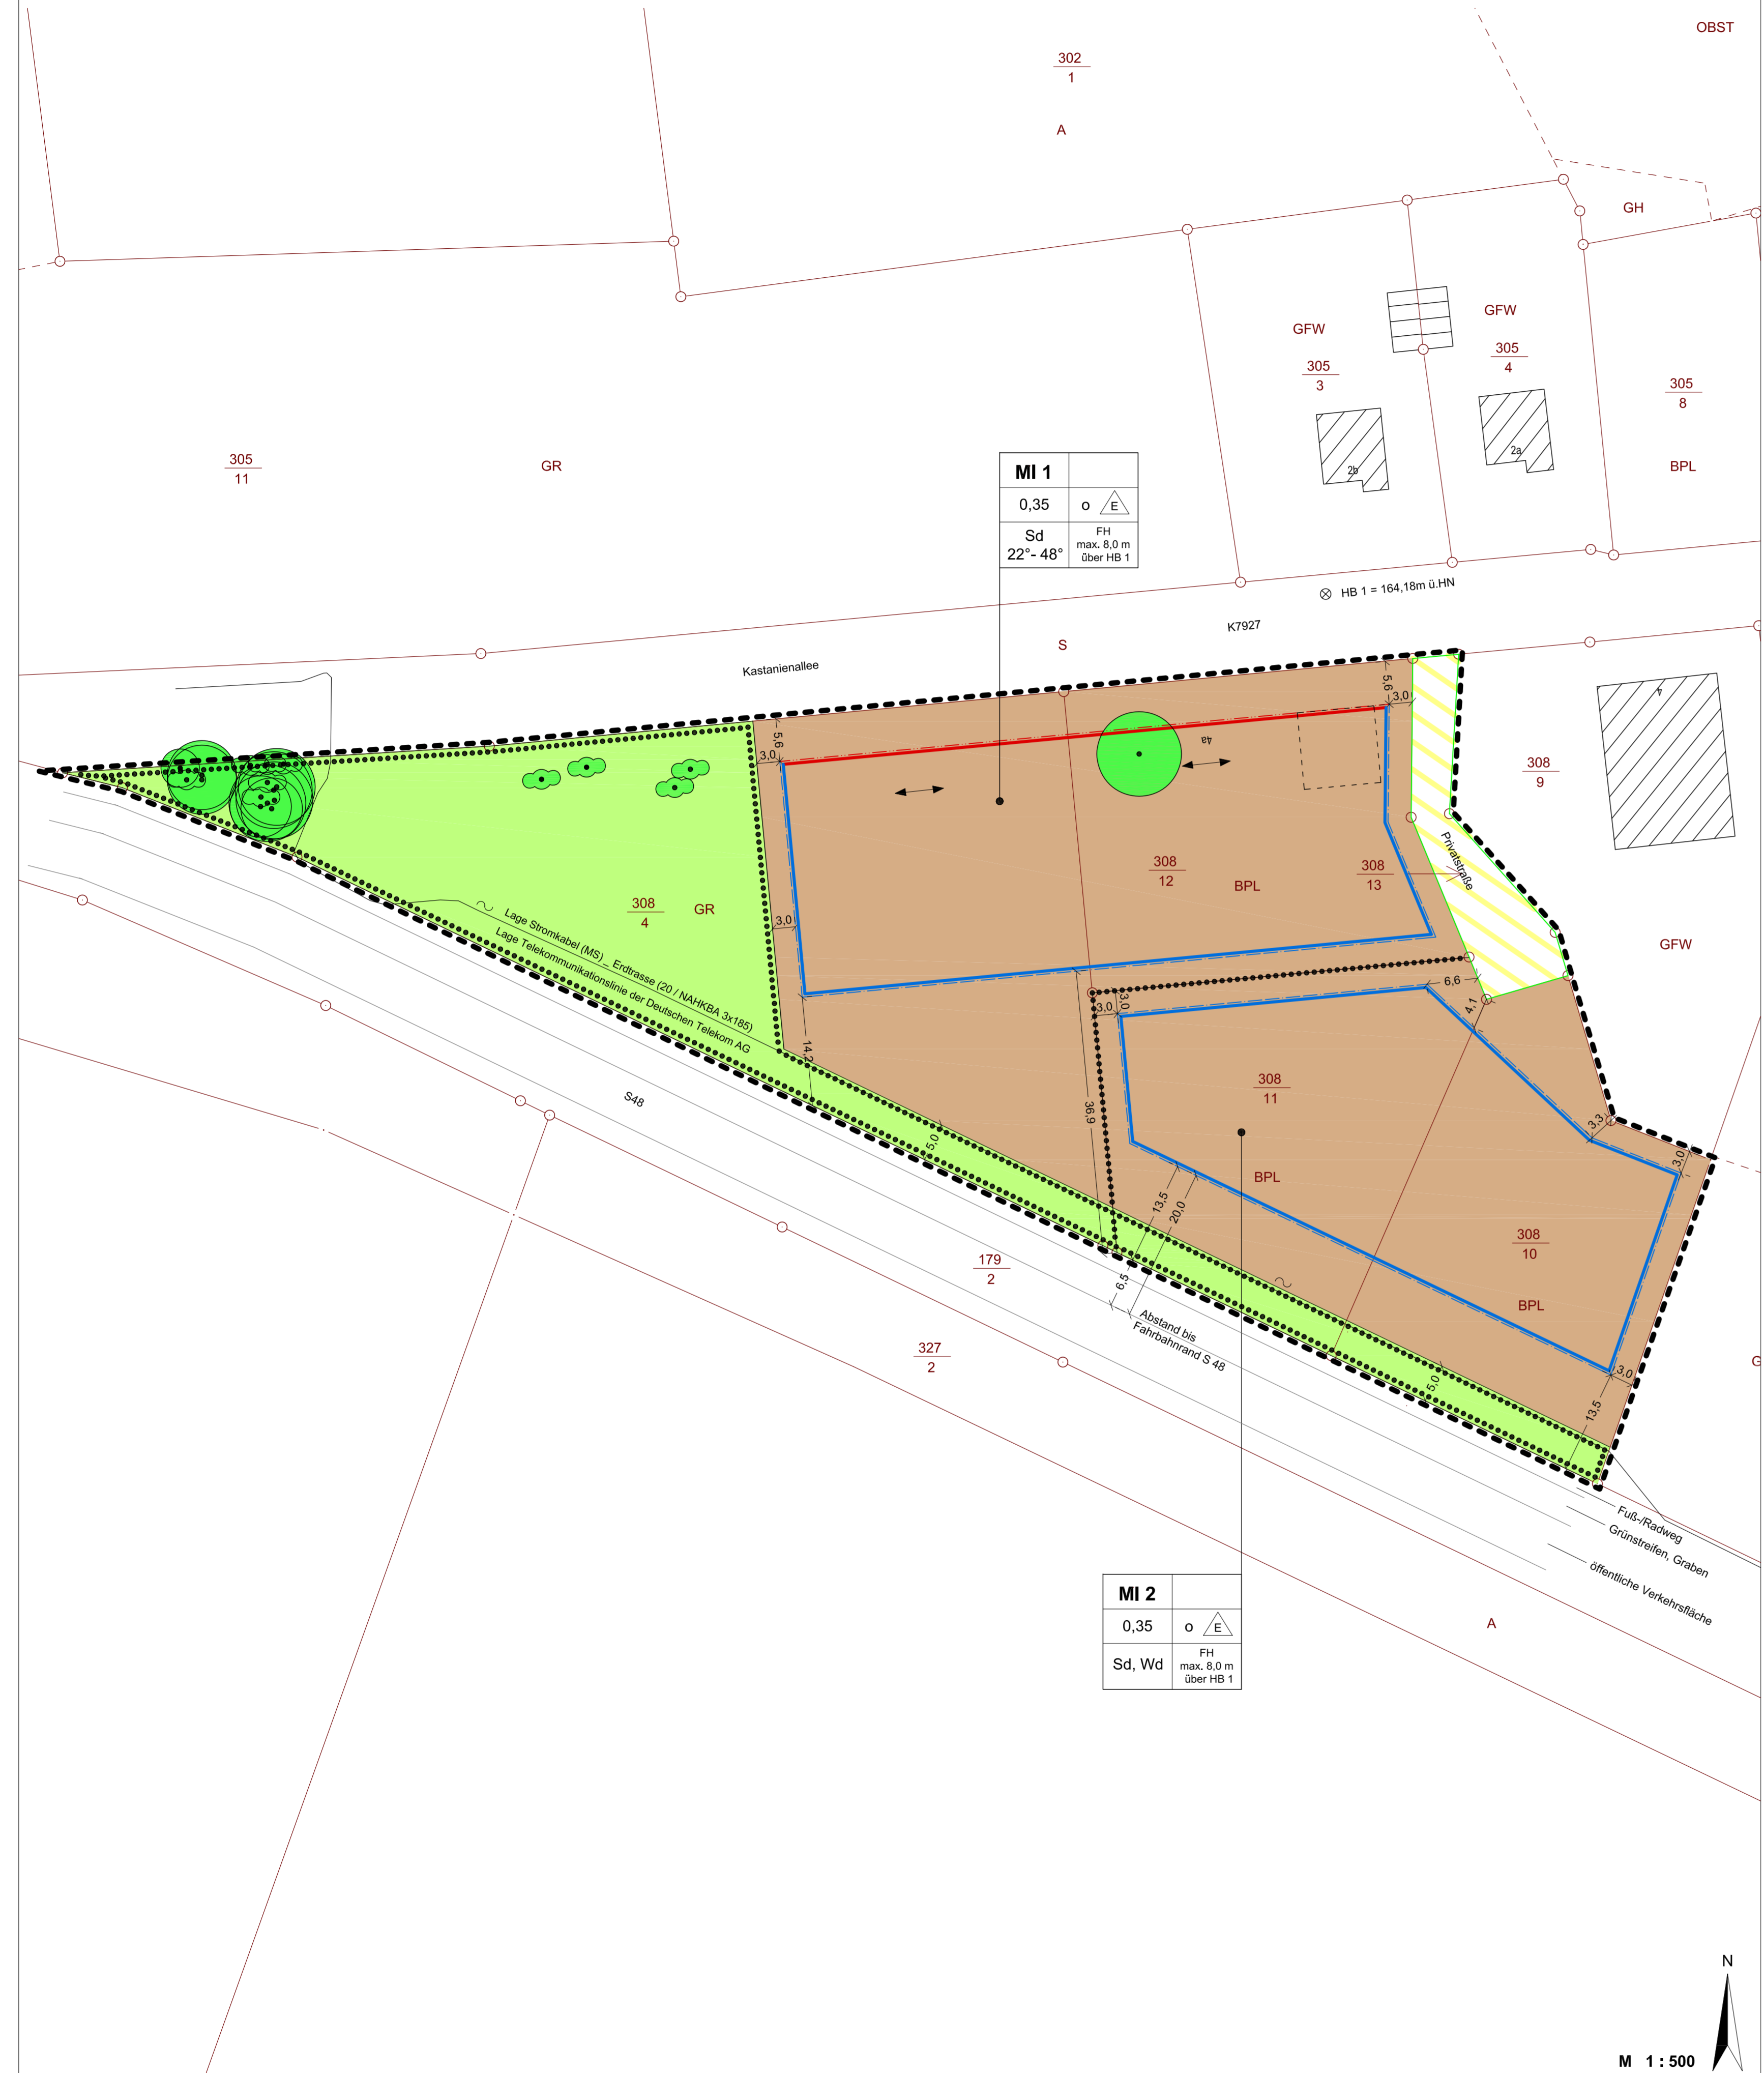 OBST
302
1
A
GH
GFW
305
4
GFW
305
3
305
8
2a
2b
BPL
305
11
GR
MI 1
0,35
o
E
Sd
22°- 48°
FH
max. 8,0 m
über HB 1
HB 1 = 164,18m ü.HN
K7927
S
Kastanienallee
5,6
3,0
4
5,6
3,0
4a
308
9
Privatstraße
308
12
BPL
308
13
308
4
GR
3,0
GFW
Lage Stromkabel (MS) _ Erdtrasse (20 / NAHKBA 3x185)
Lage Telekommunikationslinie der Deutschen Telekom AG
6,6
4,1
3,0
3,0
14,2
308
11
S48
36,9
3,3
5,0
3,0
BPL
13,5
20,0
308
10
179
2
6,5
BPL
Abstand bis
Fahrbahnrand S 48
327
2
G
3,0
5,0
13,5
Fuß-/Radweg
Grünstreifen, Graben
öffentliche Verkehrsfläche
MI 2
0,35
o
E
Sd, Wd
FH
max. 8,0 m
über HB 1
A
N
M 1 : 500